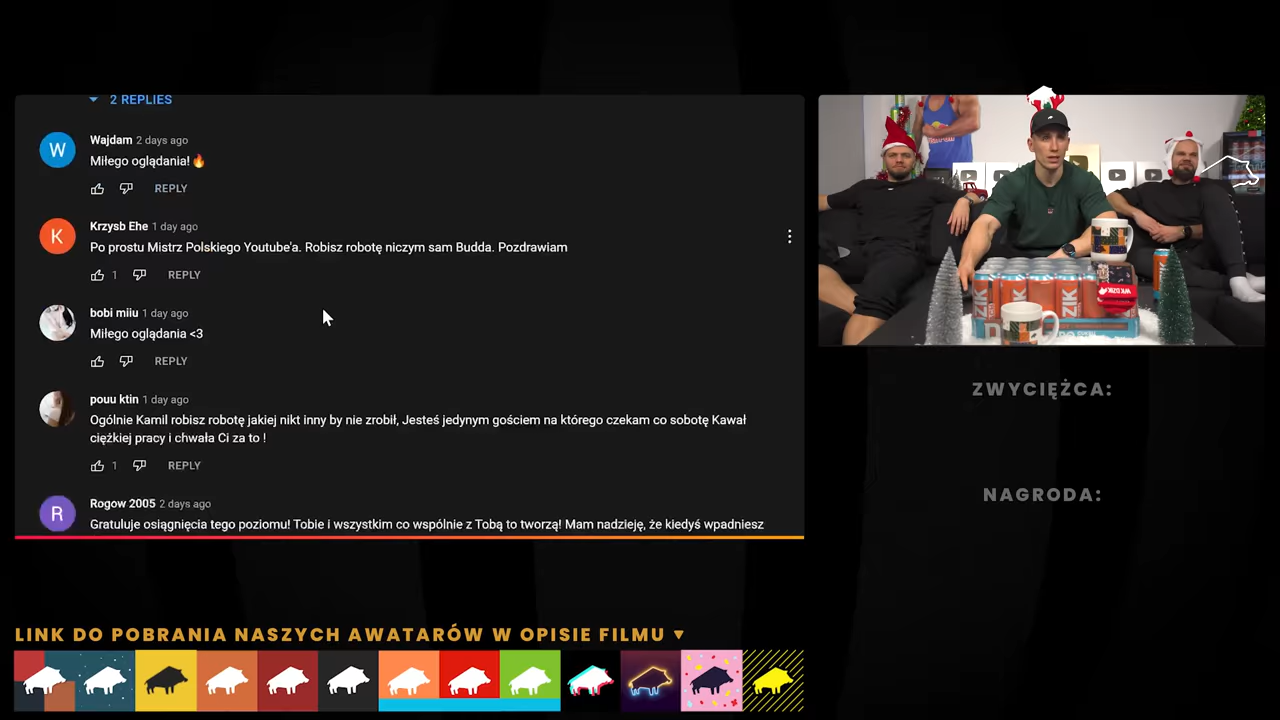 2 REPLIES
Wajdam 2 days ago
Miłego oglądania!🔥
REPLY
Krzysb Ehe 1 day ago
Po prostu Mistrz Polskiego Youtube'a. Robisz robotę niczym sam Budda. Pozdrawiam
1 REPLY
bobi miiu 1 day ago
Miłego oglądania <3
REPLY
pouu ktin 1 day ago
Ogólnie Kamil robisz robotę jakiej nikt inny by nie zrobił, Jesteś jedynym gościem na którego czekam co sobotę Kawał
ciężkiej pracy i chwała Ci za to !
1 REPLY
Rogow 2005 2 days ago
Gratuluje osiągnięcia tego poziomu! Tobie i wszystkim co wspólnie z Tobą to tworzą! Mam nadzieję, że kiedyś wpadniesz
W
K
R
WK DZIK
ZIK
ZIK
ZWYCIĘZCA:
NAGRODA:
LINK DO POBRANIA NASZYCH AWATARÓW W OPISIE FILMU ▼